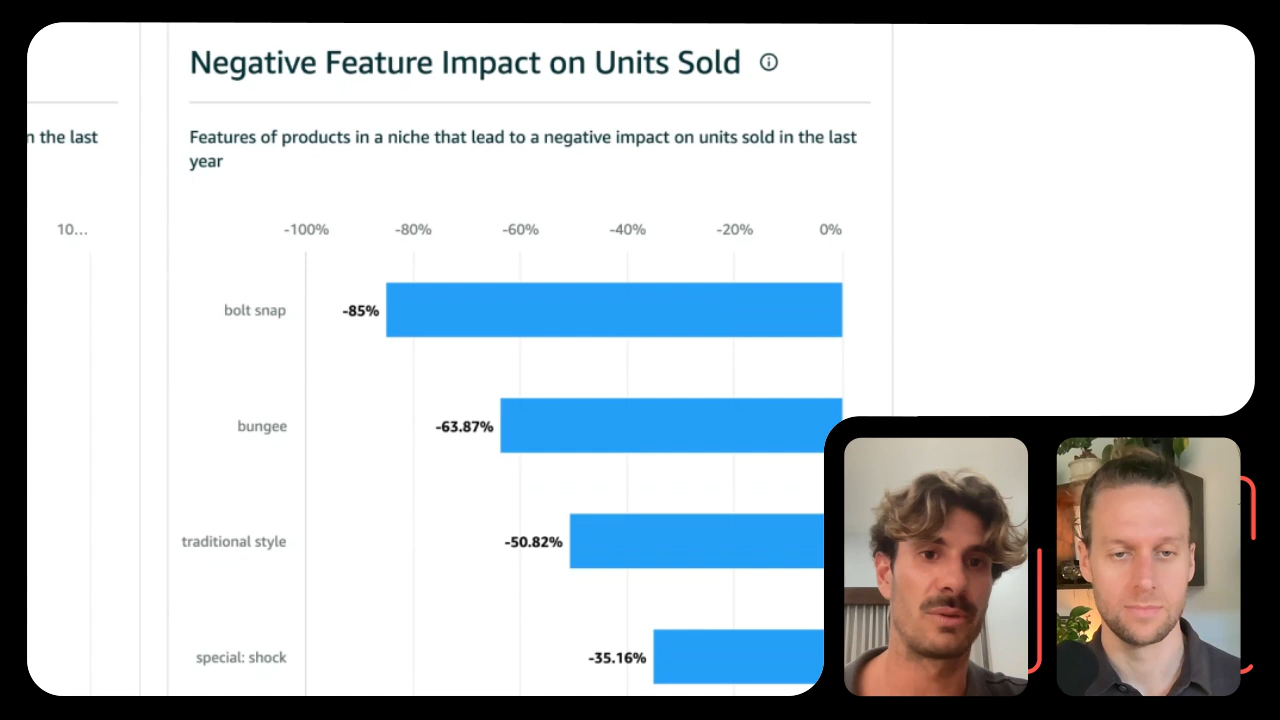 Negative Feature Impact on Units Sold
n the last
Features of products in a niche that lead to a negative impact on units sold in the last
year
10...
-100%
-80%
-60%
-40%
-20%
0%
bolt snap
-85%
bungee
-63.87%
traditional style
-50.82%
special: shock
-35.16%